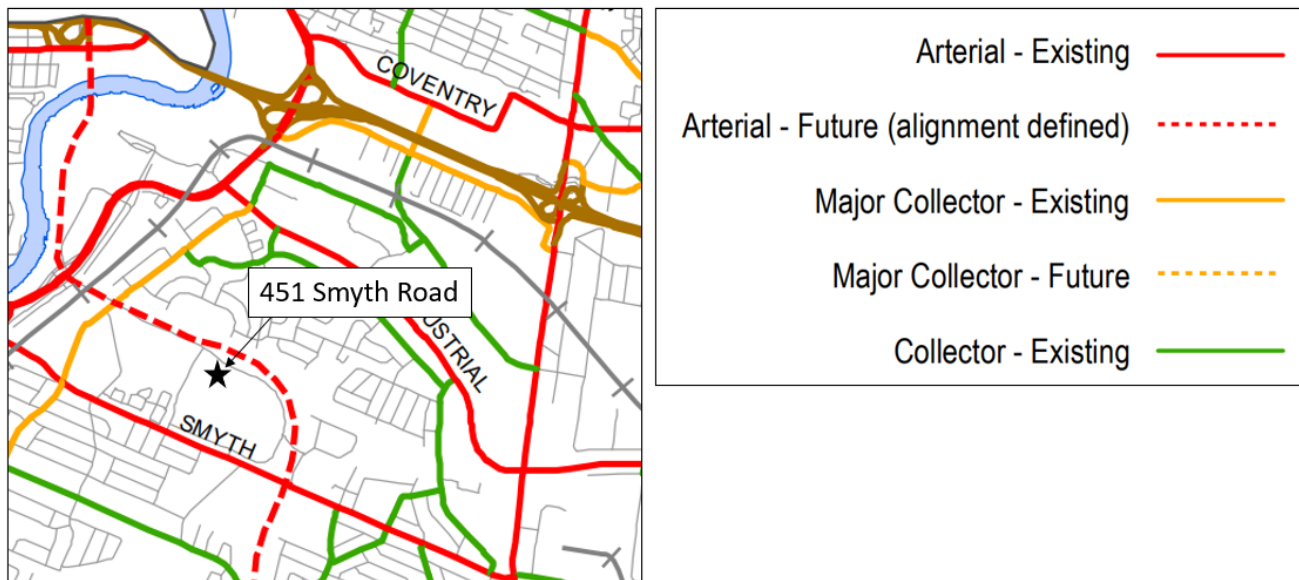 COVENTRY
451 Smyth Road
USTRIAL
SMYTH
Arterial - Existing
Arterial - Future (alignment defined)
Major Collector - Existing
Major Collector - Future
Collector - Existing